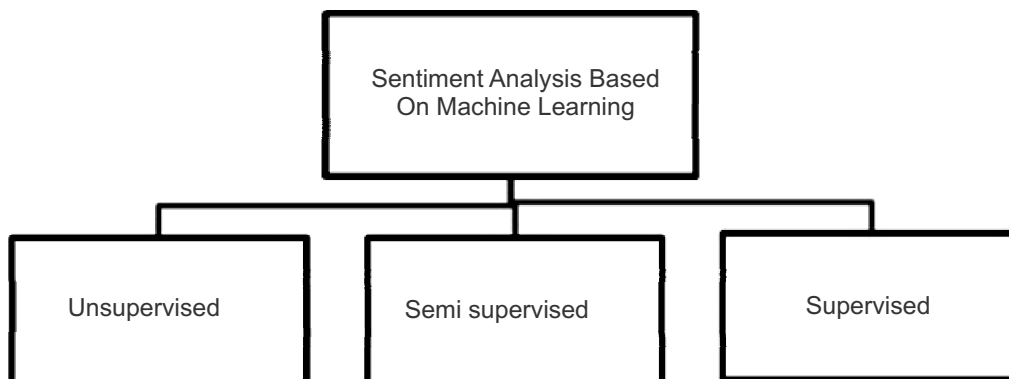 Sentiment Analysis Based
On Machine Learning
Unsupervised
Semi supervised
Supervised